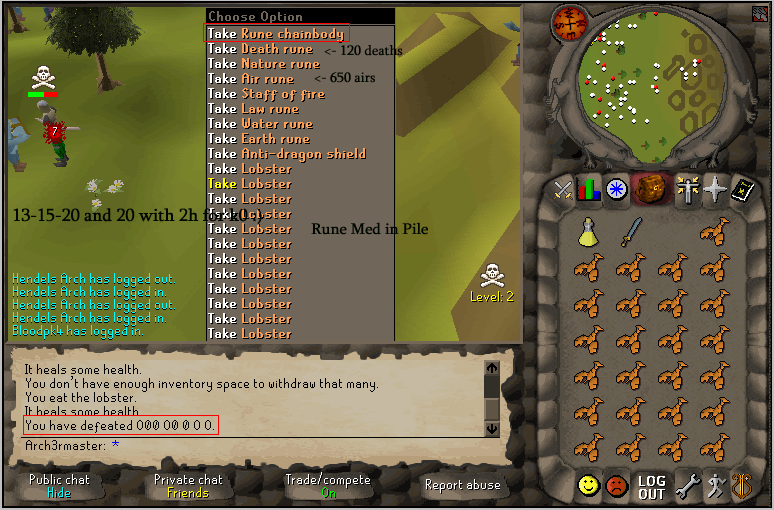 Choose Option
Take Rune chainbody
Take Death rune <- 120 deaths
Take Nature rune
Take Air rune <- 650 airs
Take Staff of fire
Take Law rune
Take Water rune
Take Earth rune
Take Anti-dragon shield
Take Lobster
Take Lobster
Take Lobster
Take Lobster
Take Lobster
Take Lobster
Take Lobster
Take Lobster
Take Lobster
Take Lobster
Take Lobster
Take Lobster
7
13-15-20 and 20 with 2h for
Rune Med in Pile
Level: 2
Hendels Arch has logged out.
Hendels Arch has logged in.
Hendels Arch has logged out.
Hendels Arch has logged in.
Bloodpk4 has logged in.
It heals some health.
You don't have enough inventory space to withdraw that many.
You eat the lobster.
It heals some health.
You have defeated 000 00 0 0 0.
Arch3rmaster: *
Public chat
Hide
Private chat
Friends
Trade/compete
On
Report abuse
LOG
OUT